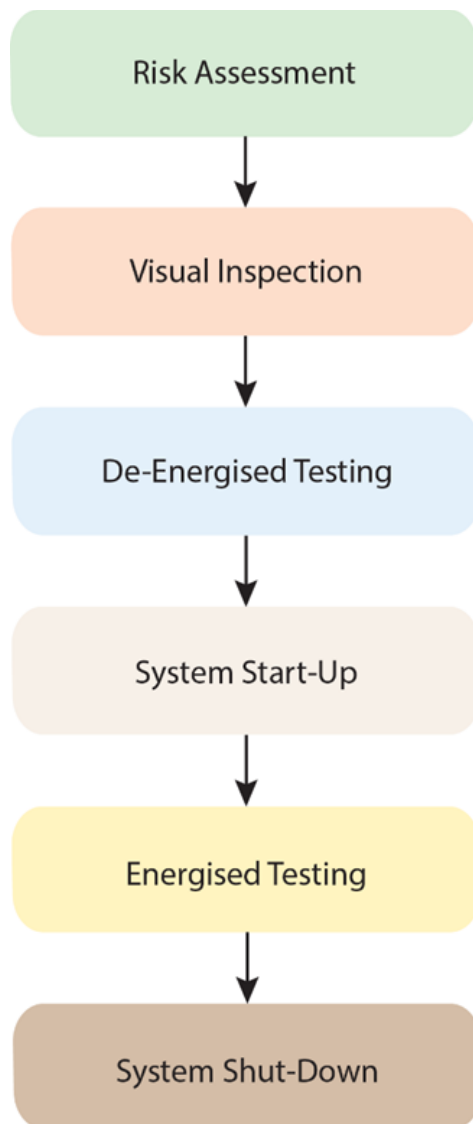 Risk Assessment
Visual Inspection
De-Energised Testing
System Start-Up
Energised Testing
System Shut-Down